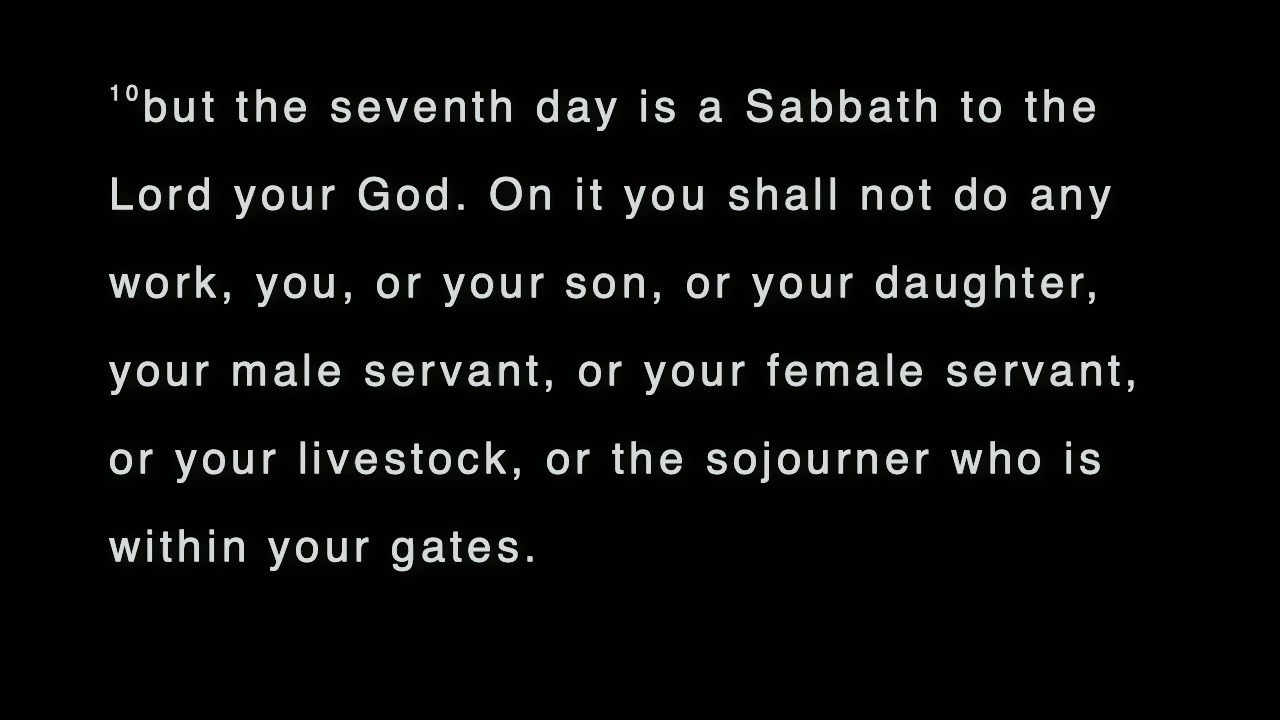 ¹⁰but the seventh day is a Sabbath to the
Lord your God. On it you shall not do any
work, you, or your son, or your daughter,
your male servant, or your female servant,
or your livestock, or the sojourner who is
within your gates.